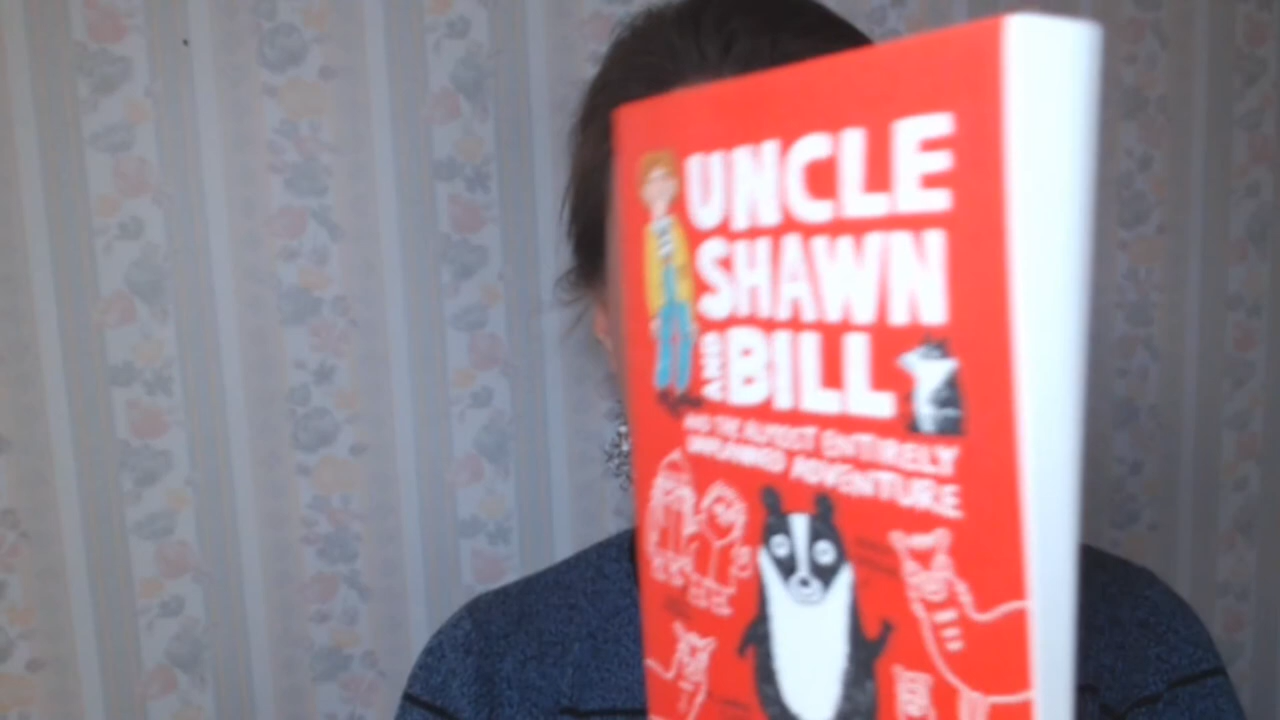 UNCLE
SHAWN
AND BILL
AND THE ALMOST ENTIRELY
UNPLANNED ADVENTURE